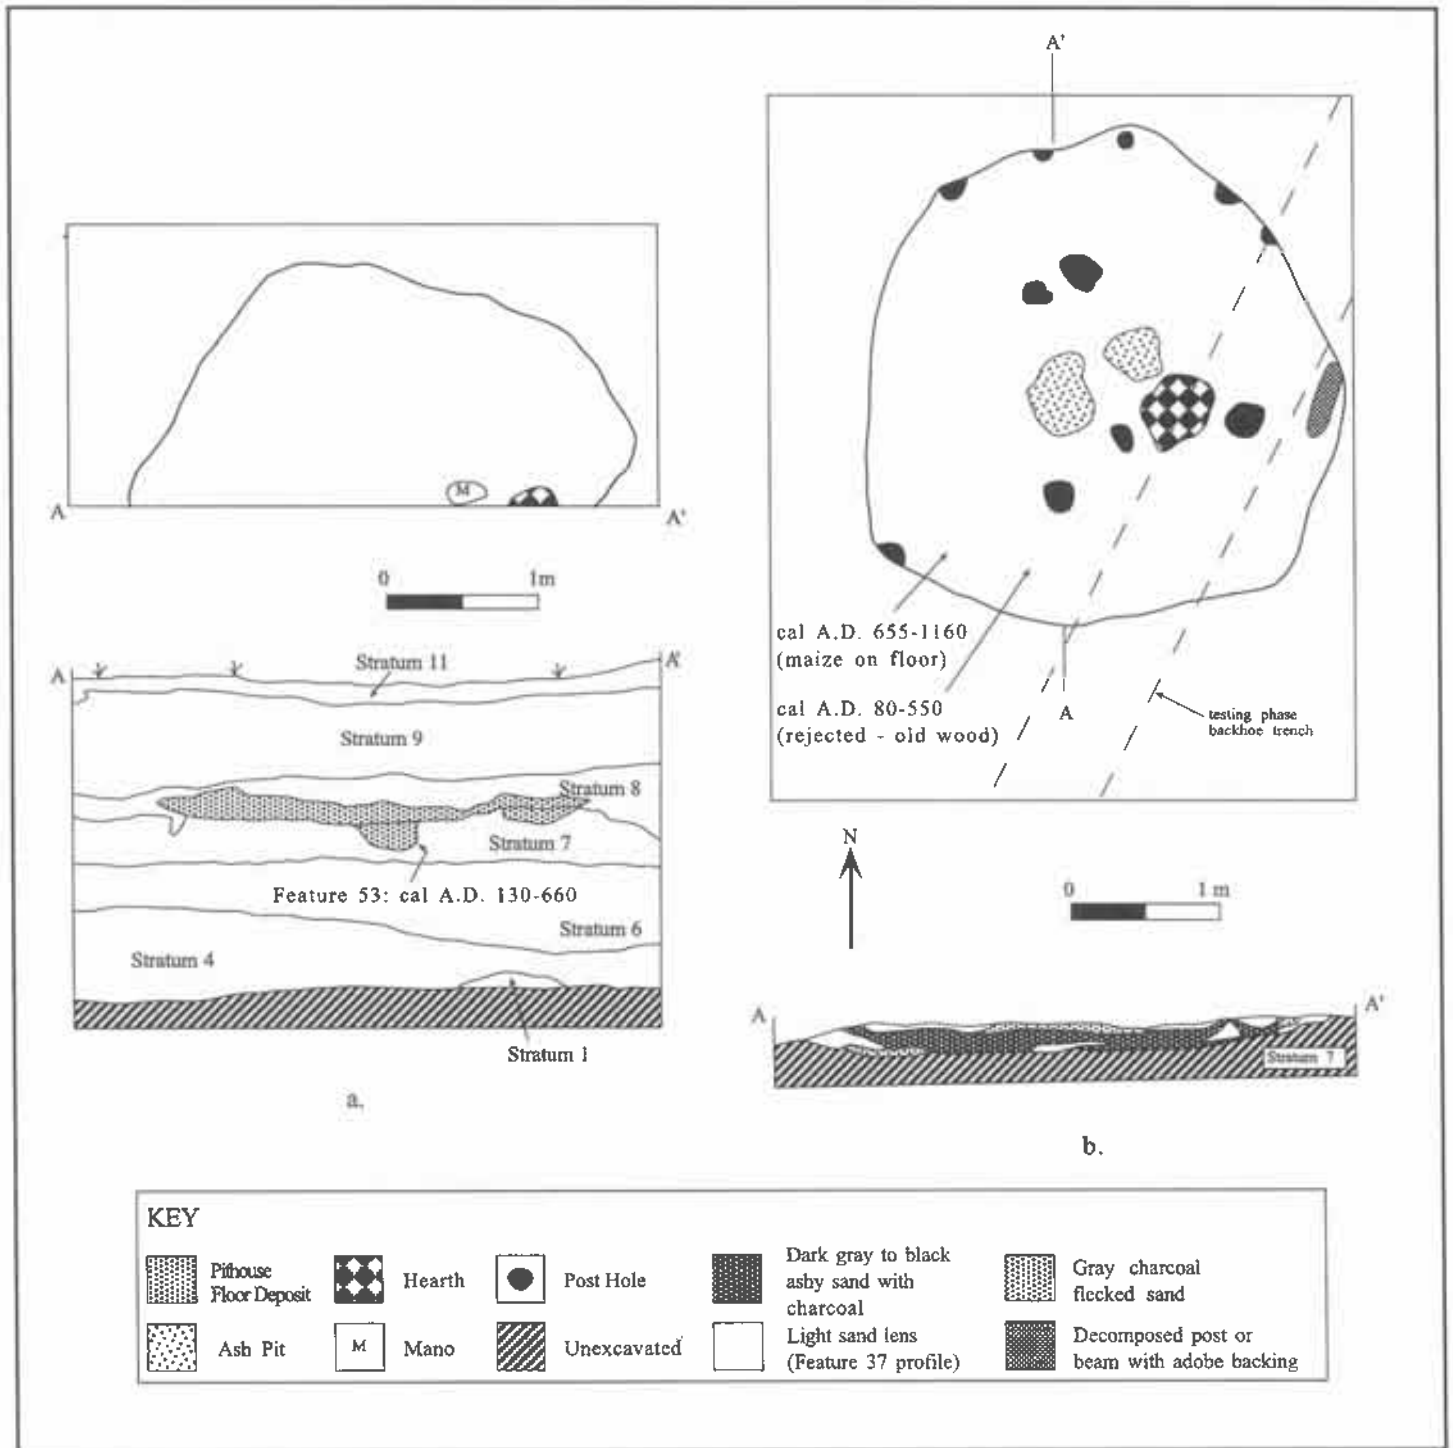 A
A'
M
0 1m
A
A'
Stratum 11
Stratum 9
Stratum 8
Stratum 7
Feature 53: cal A.D. 130-660
Stratum 6
Stratum 4
Stratum 1
a.
A'
cal A.D. 655-1160
(maize on floor)
cal A.D. 80-550
(rejected - old wood)
A
testing phase
backhoe trench
N
0 1 m
A
A'
Stratum 7
b.
KEY
Pithouse
Floor Deposit
Hearth
Post Hole
Dark gray to black
ashy sand with
charcoal
Gray charcoal
flecked sand
Ash Pit
M
Mano
Unexcavated
Light sand lens
(Feature 37 profile)
Decomposed post or
beam with adobe backing